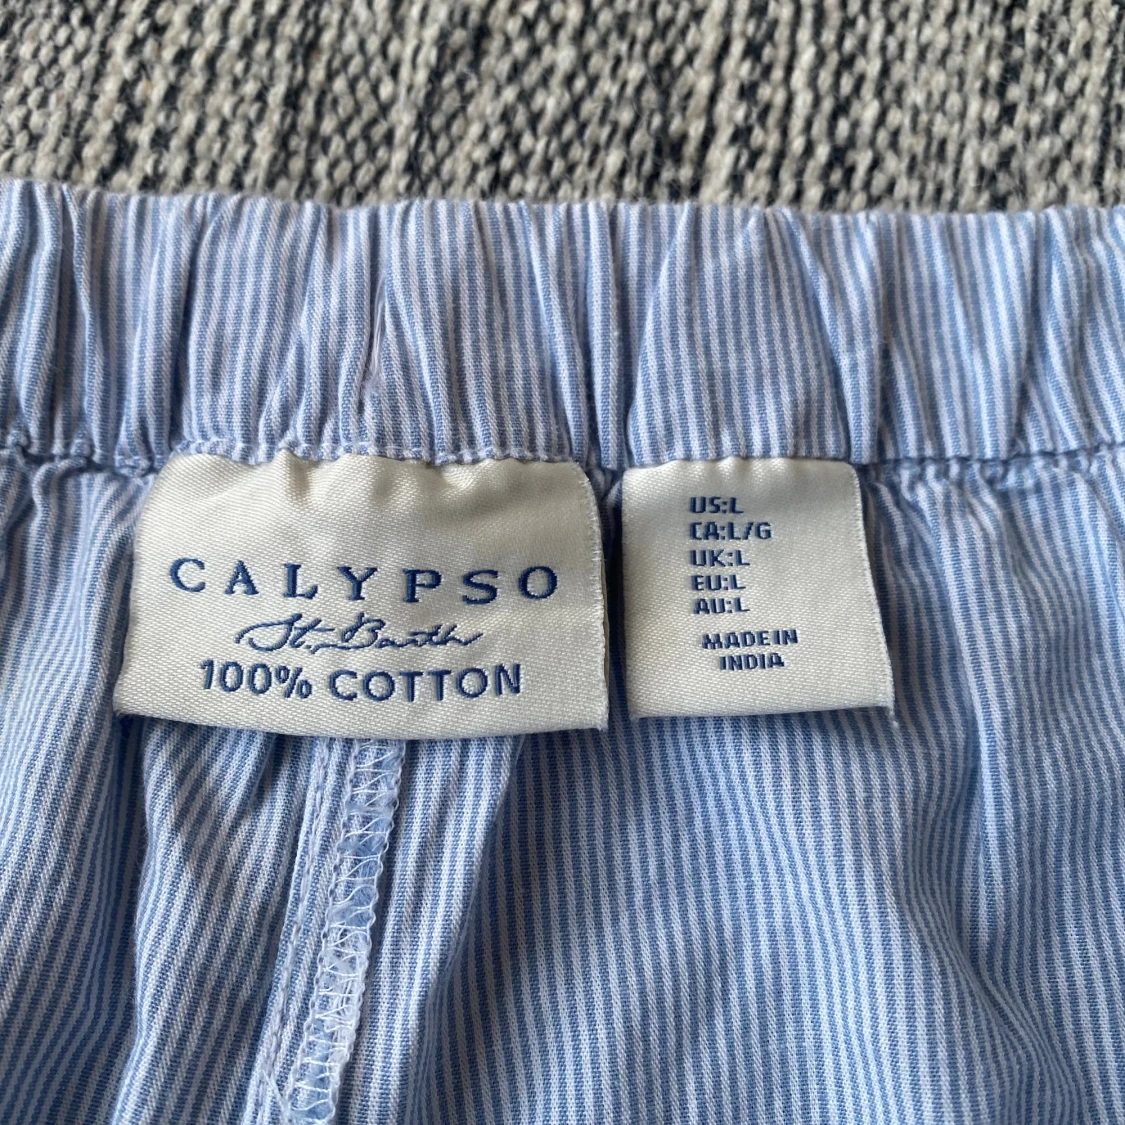 CALYPSO
St. Barth
100% COTTON
US:L
CA:L/G
UK:L
EU:L
AU:L
MADE IN
INDIA